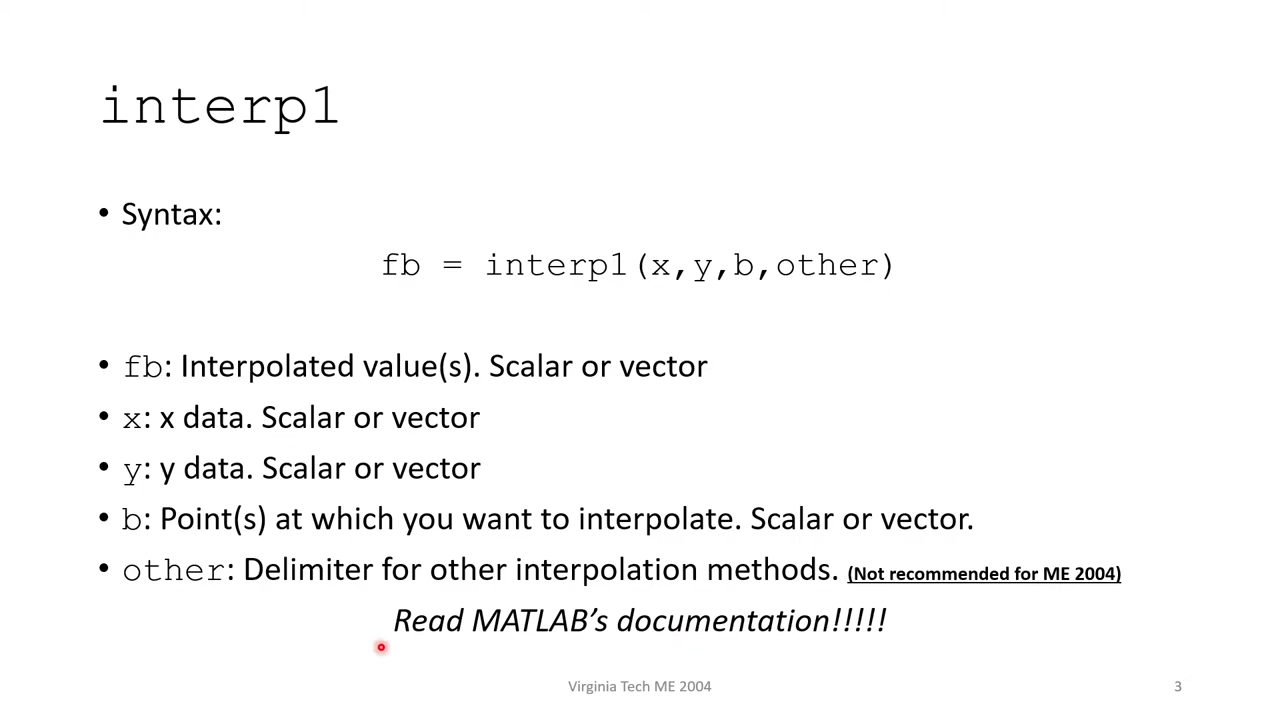 interp1
• Syntax:
fb = interp1(x,y,b,other)
• fb: Interpolated value(s). Scalar or vector
• x: x data. Scalar or vector
• y: y data. Scalar or vector
• b: Point(s) at which you want to interpolate. Scalar or vector.
• other: Delimiter for other interpolation methods. (Not recommended for ME 2004)
Read MATLAB's documentation!!!!!
Virginia Tech ME 2004
3